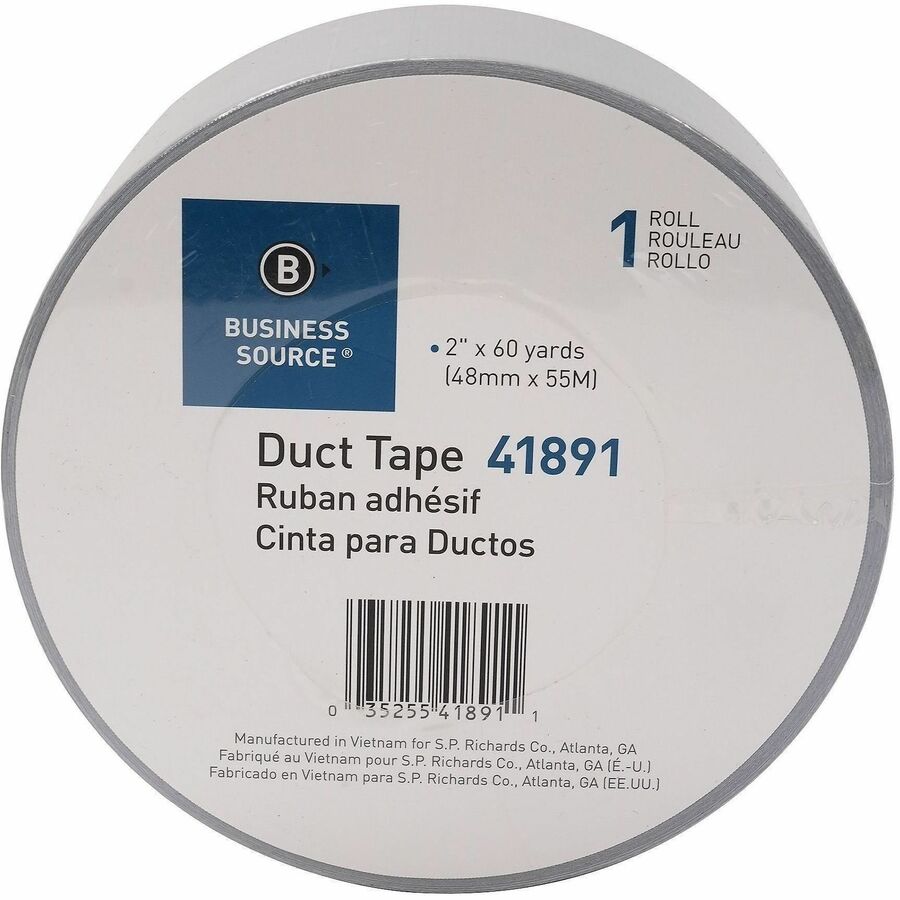 B
BUSINESS
SOURCE®
1 ROLL
ROULEAU
ROLLO
• 2" x 60 yards
(48mm x 55M)
Duct Tape 41891
Ruban adhésif
Cinta para Ductos
0 35255 41891 1
Manufactured in Vietnam for S.P. Richards Co., Atlanta, GA
Fabriqué au Vietnam pour S.P. Richards Co., Atlanta, GA (É.-U.)
Fabricado en Vietnam para S.P. Richards Co., Atlanta, GA (EE.UU.)